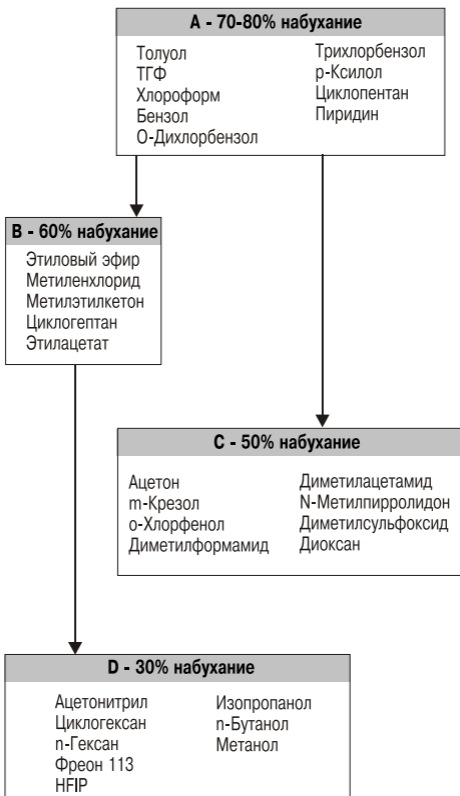 A - 70-80% набухание
Толуол
ТГФ
Хлороформ
Бензол
О-Дихлорбензол
Трихлорбензол
р-Ксилол
Циклопентан
Пиридин
B - 60% набухание
Этиловый эфир
Метиленхлорид
Метилэтилкетон
Циклогептан
Этилацетат
C - 50% набухание
Ацетон
m-Крезол
о-Хлорфенол
Диметилформамид
Диметилацетамид
N-Метилпирролидон
Диметилсульфоксид
Диоксан
D - 30% набухание
Ацетонитрил
Циклогексан
n-Гексан
Фреон 113
HFIP
Изопропанол
n-Бутанол
Метанол